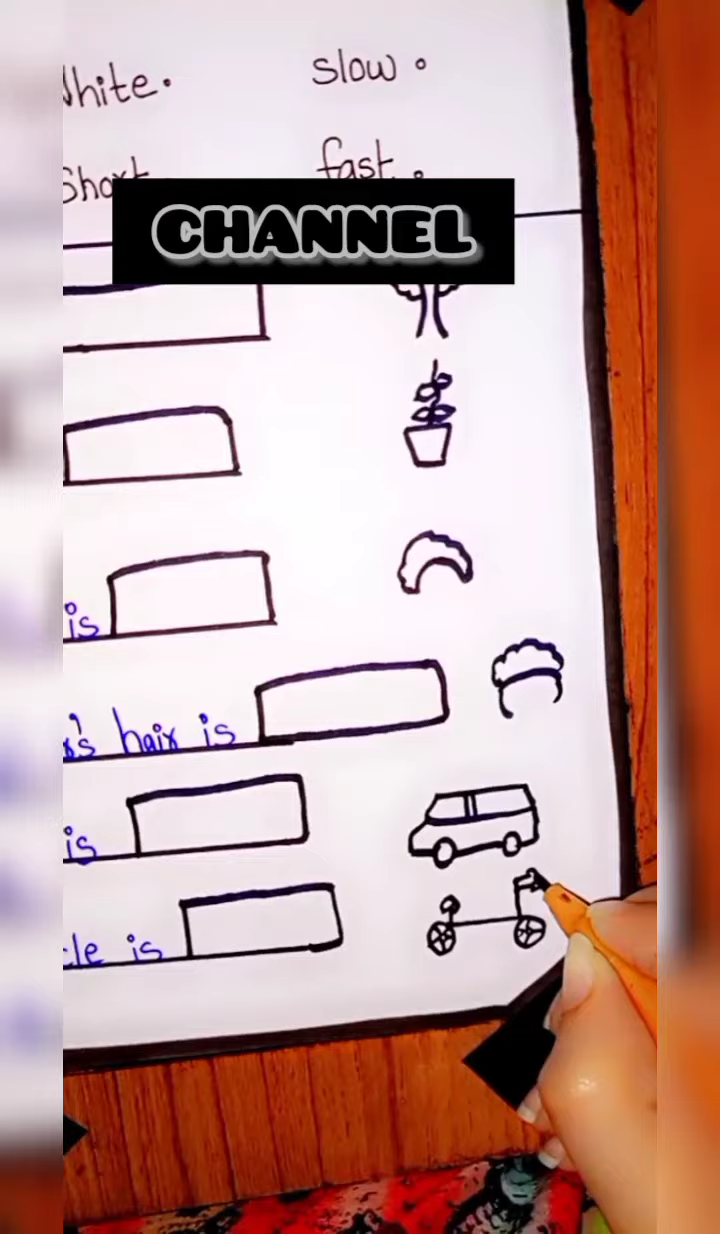 White. slow
Short fast
CHANNEL
is
's hair is
is
cle is